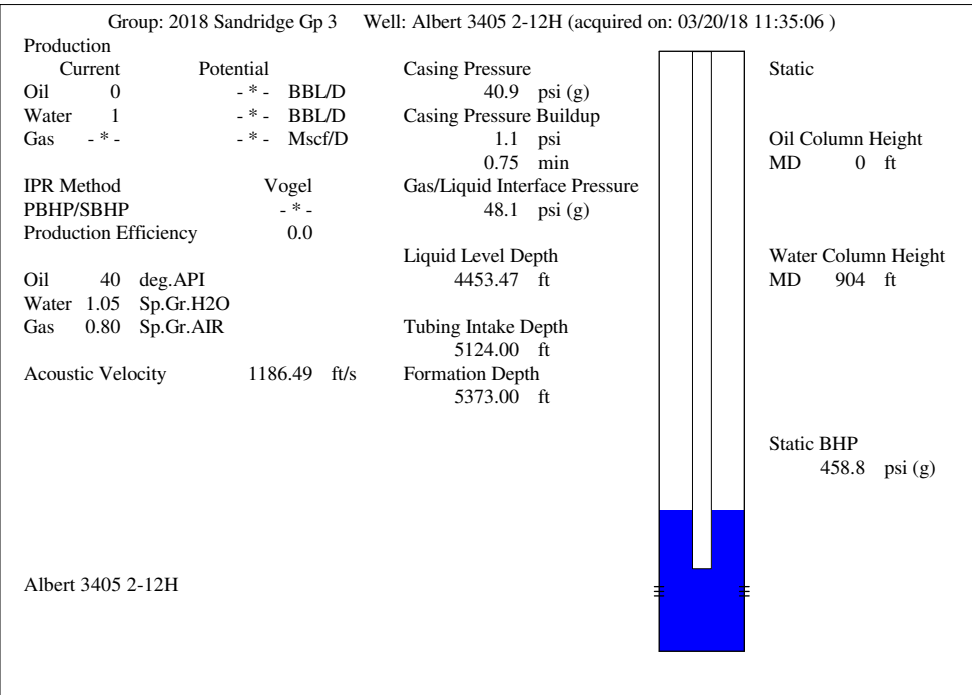 Group: 2018 Sandridge Gp 3 Well: Albert 3405 2-12H (acquired on: 03/20/18 11:35:06 )
Production
Current Potential
Oil 0 - * - BBL/D
Water 1 - * - BBL/D
Gas - * - - * - Mscf/D
IPR Method Vogel
PBHP/SBHP - * -
Production Efficiency 0.0
Oil 40 deg.API
Water 1.05 Sp.Gr.H2O
Gas 0.80 Sp.Gr.AIR
Acoustic Velocity 1186.49 ft/s
Casing Pressure
40.9 psi (g)
Casing Pressure Buildup
1.1 psi
0.75 min
Gas/Liquid Interface Pressure
48.1 psi (g)
Liquid Level Depth
4453.47 ft
Tubing Intake Depth
5124.00 ft
Formation Depth
5373.00 ft
Static
Oil Column Height
MD 0 ft
Water Column Height
MD 904 ft
Static BHP
458.8 psi (g)
Albert 3405 2-12H